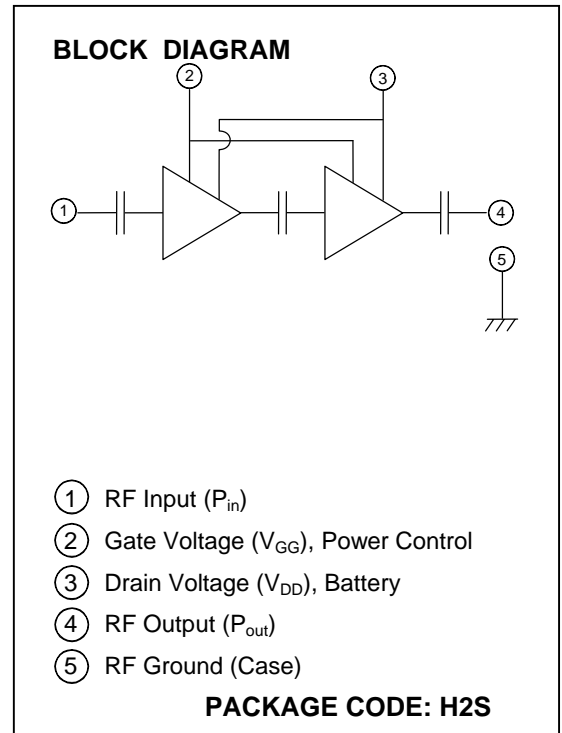 BLOCK DIAGRAM
2 3
1 4
5
1 RF Input (Pin)
2 Gate Voltage (VGG), Power Control
3 Drain Voltage (VDD), Battery
4 RF Output (Pout)
5 RF Ground (Case)
PACKAGE CODE: H2S